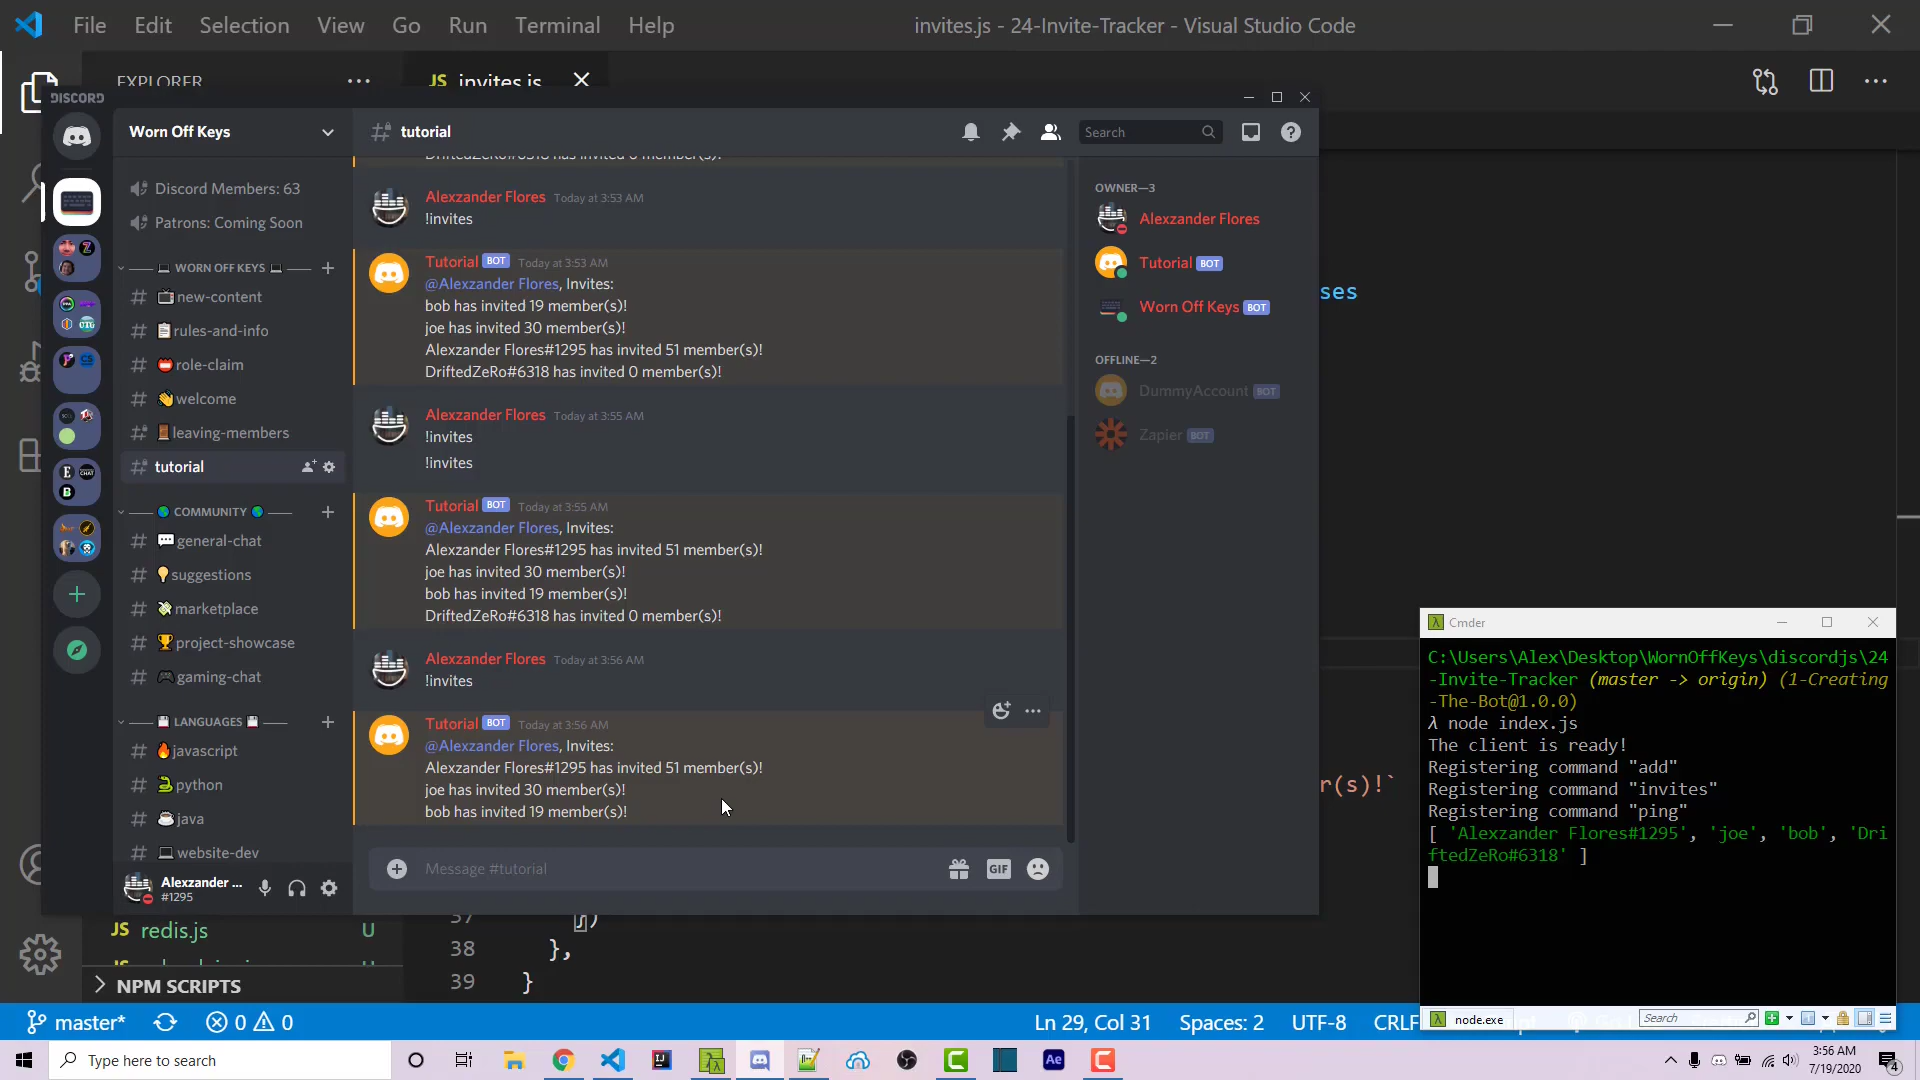 File Edit Selection View Go Run Terminal Help
invites.js - 24-Invite-Tracker - Visual Studio Code
EXPLORER
JS invites.js
DISCORD
Worn Off Keys
tutorial
Search
Discord Members: 63
Patrons: Coming Soon
WORN OFF KEYS
new-content
rules-and-info
role-claim
welcome
leaving-members
tutorial
COMMUNITY
general-chat
suggestions
marketplace
project-showcase
gaming-chat
LANGUAGES
javascript
python
java
website-dev
Alexzander ...
#1295
DriftedZeRo#6318 has invited 0 member(s)!
Alexzander Flores Today at 3:53 AM
!invites
Tutorial BOT Today at 3:53 AM
@Alexzander Flores, Invites:
bob has invited 19 member(s)!
joe has invited 30 member(s)!
Alexzander Flores#1295 has invited 51 member(s)!
DriftedZeRo#6318 has invited 0 member(s)!
Alexzander Flores Today at 3:55 AM
!invites
!invites
Tutorial BOT Today at 3:55 AM
@Alexzander Flores, Invites:
Alexzander Flores#1295 has invited 51 member(s)!
joe has invited 30 member(s)!
bob has invited 19 member(s)!
DriftedZeRo#6318 has invited 0 member(s)!
Alexzander Flores Today at 3:56 AM
!invites
Tutorial BOT Today at 3:56 AM
@Alexzander Flores, Invites:
Alexzander Flores#1295 has invited 51 member(s)!
joe has invited 30 member(s)!
bob has invited 19 member(s)!
Message #tutorial
GIF
OWNER—3
Alexzander Flores
Tutorial BOT
Worn Off Keys BOT
OFFLINE—2
DummyAccount BOT
Zapier BOT
ses
r(s)!`
Cmder
C:\Users\Alex\Desktop\WornOffKeys\discordjs\24
-Invite-Tracker (master -> origin) (1-Creating
-The-Bot@1.0.0)
λ node index.js
The client is ready!
Registering command "add"
Registering command "invites"
Registering command "ping"
[ 'Alexzander Flores#1295', 'joe', 'bob', 'Dri
ftedZeRo#6318' ]
node.exe
Search
JS redis.js U
NPM SCRIPTS
37 })
38 },
39 }
master* 0 0
Ln 29, Col 31 Spaces: 2 UTF-8 CRLF
Type here to search
3:56 AM
7/19/2020
4